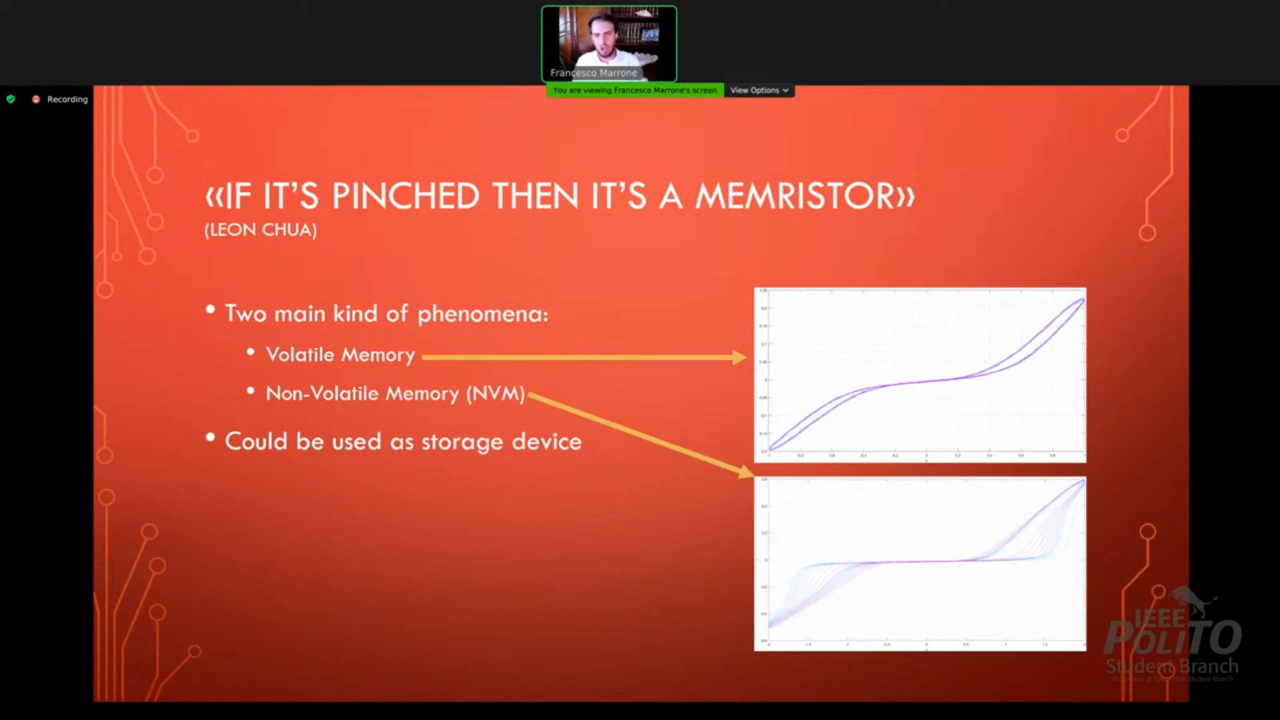 Francesco Marrone
You are viewing Francesco Marrone's screen
View Options
Recording
«IF IT'S PINCHED THEN IT'S A MEMRISTOR»
(LEON CHUA)
• Two main kind of phenomena:
• Volatile Memory
• Non-Volatile Memory (NVM)
• Could be used as storage device
IEEE
POLITO
Student Branch